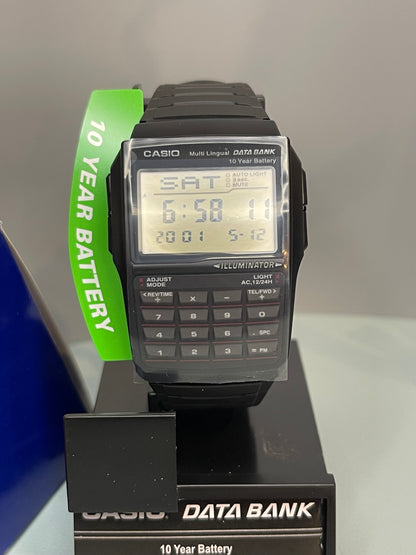 10 YEAR BATTERY
CASIO Multi Lingual DATA BANK
10 Year Battery
SAT
AUTO LIGHT
3 sec.
MUTE
6:58 11
2001 5-12
ILLUMINATOR
ADJUST LIGHT
MODE AC,12/24H
<REV/TIME TEL/FWD>
÷ × − +
7 8 9 0
4 5 6 . SPC
1 2 3 = PM
CASIO DATA BANK
10 Year Battery